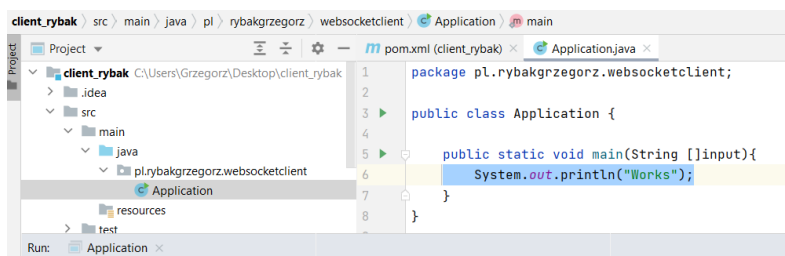 client_rybak > src > main > java > pl > rybakgrzegorz > websocketclient > Application > main
Project
Project
pom.xml (client_rybak)
Application.java
client_rybak C:\Users\Grzegorz\Desktop\client_rybak
.idea
src
main
java
pl.rybakgrzegorz.websocketclient
Application
resources
test
1 package pl.rybakgrzegorz.websocketclient;
2
3 public class Application {
4
5 public static void main(String []input){
6 System.out.println("Works");
7 }
8 }
Run: Application